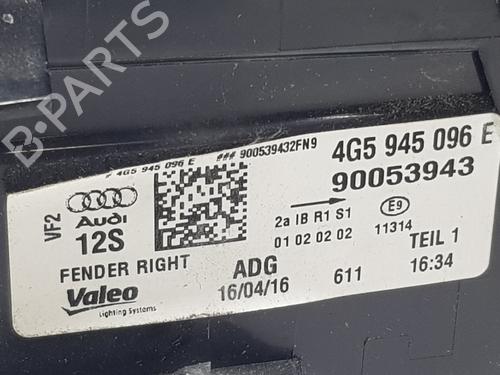 # 4G5 945 096 E ### 900539432FN9
4G5 945 096 E
90053943
VF2
Audi
12S
2a IB R1 S1
01 02 02 02
E9
11314
FENDER RIGHT
ADG
TEIL 1
Valeo
Lighting Systems
16/04/16
611
16:34
B-PARTS